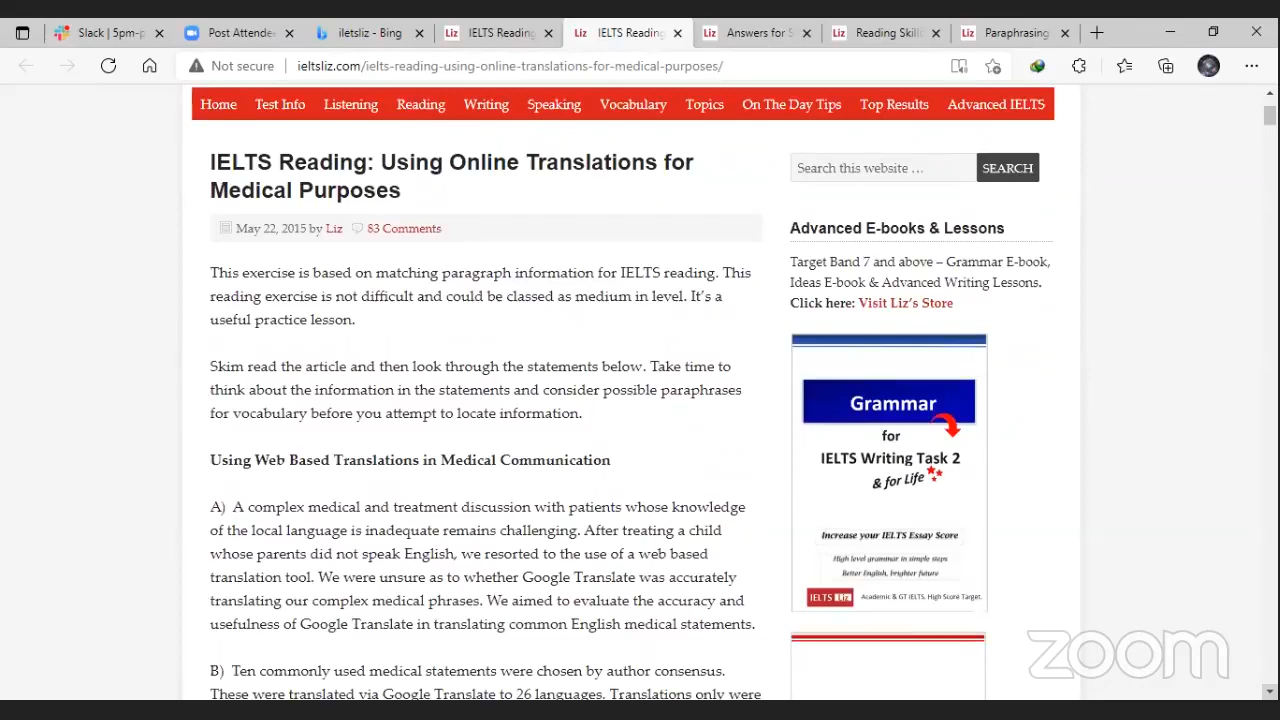 Slack | 5pm-p
Post Attende
iletsliz - Bing
IELTS Reading
IELTS Reading
Answers for S
Reading Skill
Paraphrasing
Not secure
ieltsliz.com/ielts-reading-using-online-translations-for-medical-purposes/
Home Test Info Listening Reading Writing Speaking Vocabulary Topics On The Day Tips Top Results Advanced IELTS
IELTS Reading: Using Online Translations for
Medical Purposes
May 22, 2015 by Liz 83 Comments
This exercise is based on matching paragraph information for IELTS reading. This
reading exercise is not difficult and could be classed as medium in level. It's a
useful practice lesson.
Skim read the article and then look through the statements below. Take time to
think about the information in the statements and consider possible paraphrases
for vocabulary before you attempt to locate information.
Using Web Based Translations in Medical Communication
A) A complex medical and treatment discussion with patients whose knowledge
of the local language is inadequate remains challenging. After treating a child
whose parents did not speak English, we resorted to the use of a web based
translation tool. We were unsure as to whether Google Translate was accurately
translating our complex medical phrases. We aimed to evaluate the accuracy and
usefulness of Google Translate in translating common English medical statements.
B) Ten commonly used medical statements were chosen by author consensus.
These were translated via Google Translate to 26 languages. Translations only were
Search this website …
SEARCH
Advanced E-books & Lessons
Target Band 7 and above – Grammar E-book,
Ideas E-book & Advanced Writing Lessons.
Click here: Visit Liz's Store
Grammar
for
IELTS Writing Task 2
& for Life
Increase your IELTS Essay Score
High level grammar in simple steps
Better English, brighter future
IELTS Liz
Academic & GT IELTS. High Score Target.
zoom